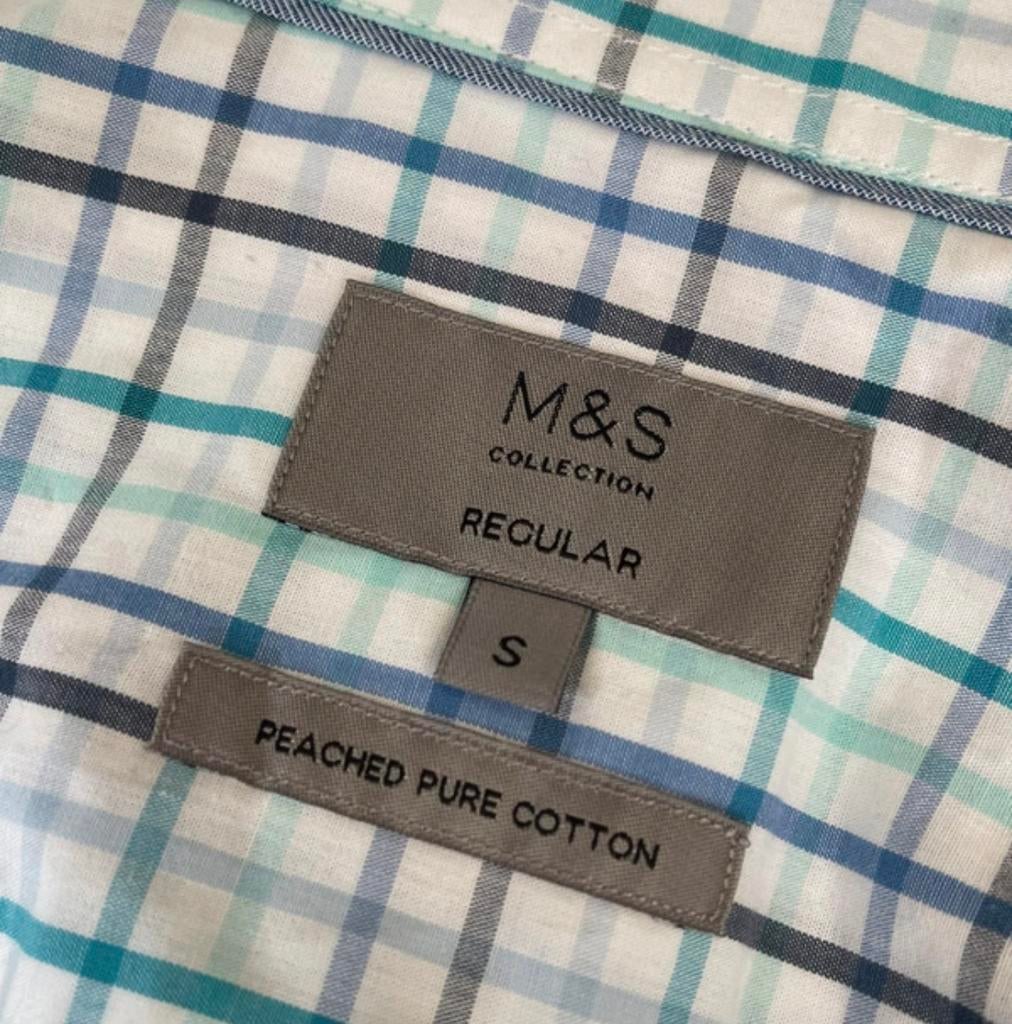 M&S
COLLECTION
REGULAR
S
PEACHED PURE COTTON